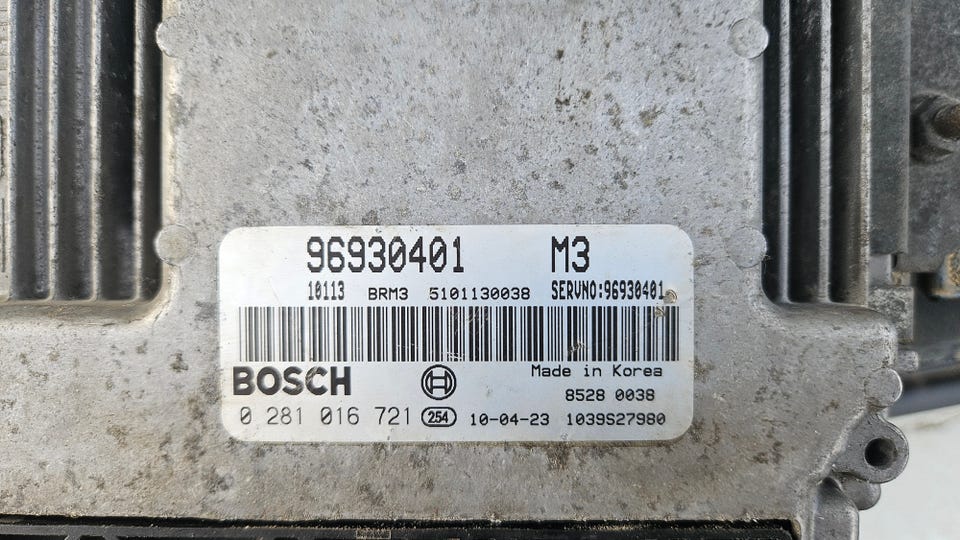 96930401 M3
10113 BRM3 5101130038 SERVNO:96930401
BOSCH Made in Korea
8528 0038
0 281 016 721 254 10-04-23 1039S27980